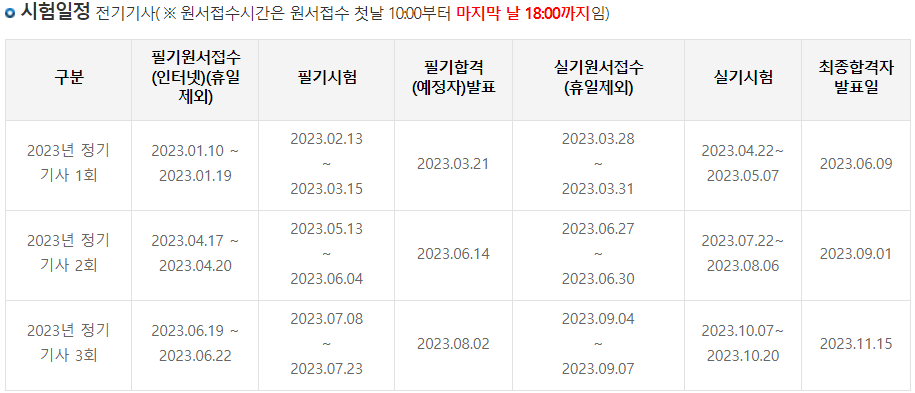 시험일정 전기기사( ※ 원서접수시간은 원서접수 첫날 10:00부터 마지막 날 18:00까지임)
구분
필기원서접수
(인터넷)(휴일
제외)
필기시험
필기합격
(예정자)발표
실기원서접수
(휴일제외)
실기시험
최종합격자
발표일
2023년 정기
기사 1회
2023.01.10 ~
2023.01.19
2023.02.13
~
2023.03.15
2023.03.21
2023.03.28
~
2023.03.31
2023.04.22~
2023.05.07
2023.06.09
2023년 정기
기사 2회
2023.04.17 ~
2023.04.20
2023.05.13
~
2023.06.04
2023.06.14
2023.06.27
~
2023.06.30
2023.07.22~
2023.08.06
2023.09.01
2023년 정기
기사 3회
2023.06.19 ~
2023.06.22
2023.07.08
~
2023.07.23
2023.08.02
2023.09.04
~
2023.09.07
2023.10.07~
2023.10.20
2023.11.15